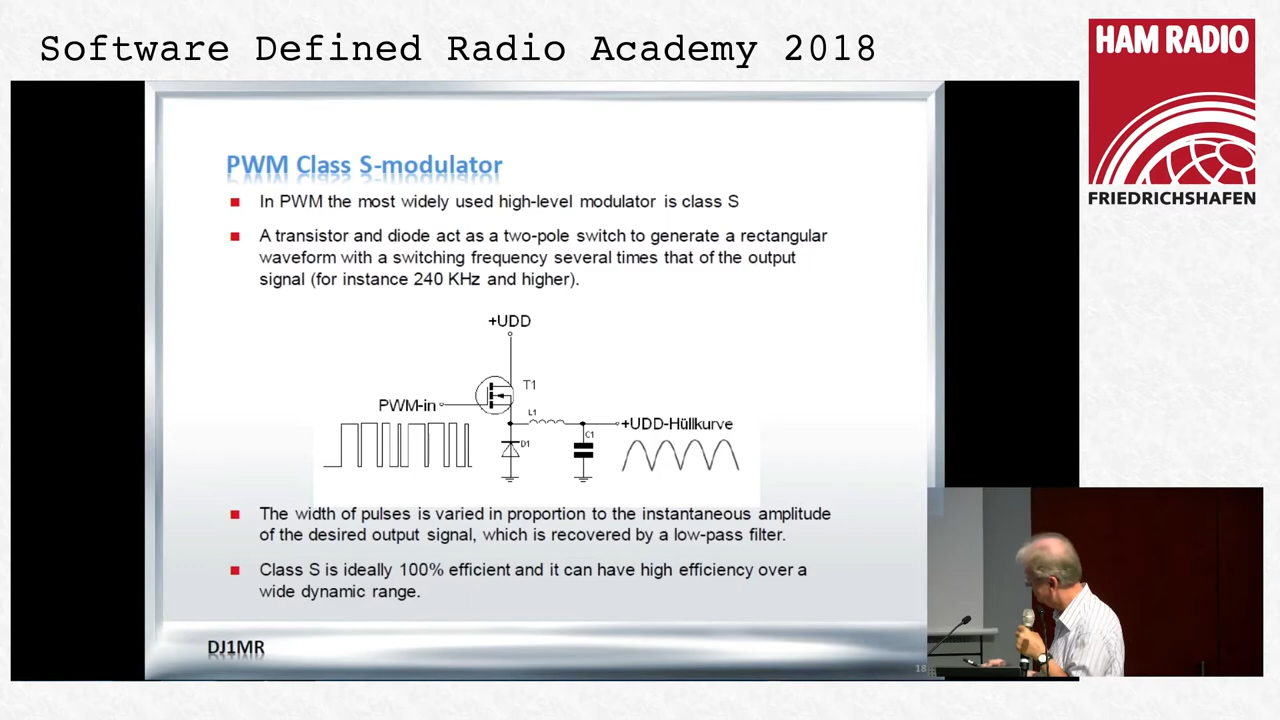 Software Defined Radio Academy 2018
HAM RADIO
FRIEDRICHSHAFEN
PWM Class S-modulator
In PWM the most widely used high-level modulator is class S
A transistor and diode act as a two-pole switch to generate a rectangular
waveform with a switching frequency several times that of the output
signal (for instance 240 KHz and higher).
+UDD
T1
PWM-in
L1
+UDD-Hüllkurve
C1
D1
The width of pulses is varied in proportion to the instantaneous amplitude
of the desired output signal, which is recovered by a low-pass filter.
Class S is ideally 100% efficient and it can have high efficiency over a
wide dynamic range.
DJ1MR
18